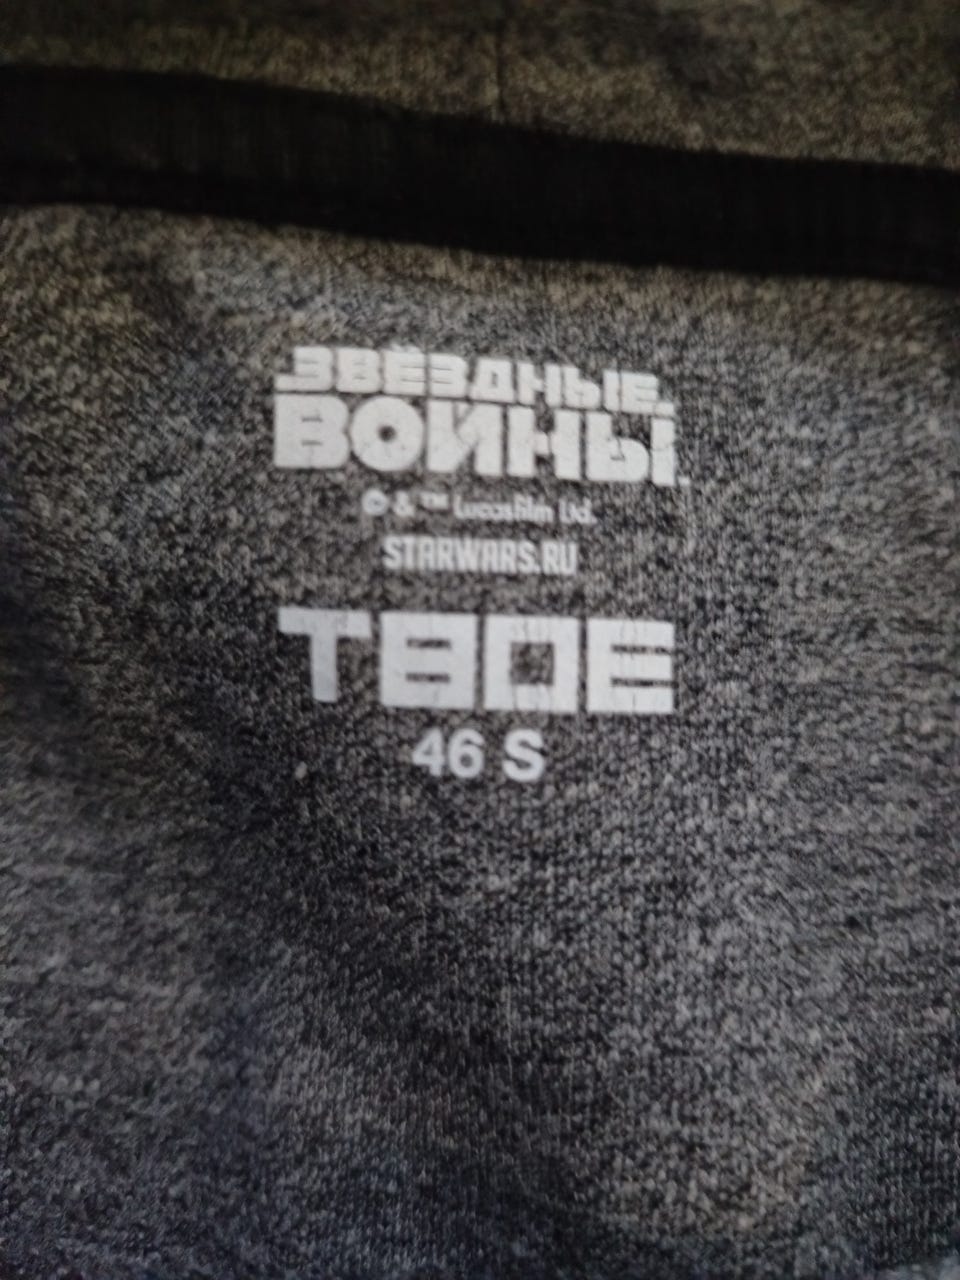 ЗВЁЗДНЫЕ
ВОЙНЫ
© & ™ Lucasfilm Ltd.
STARWARS.RU
ТВОЕ
46 S